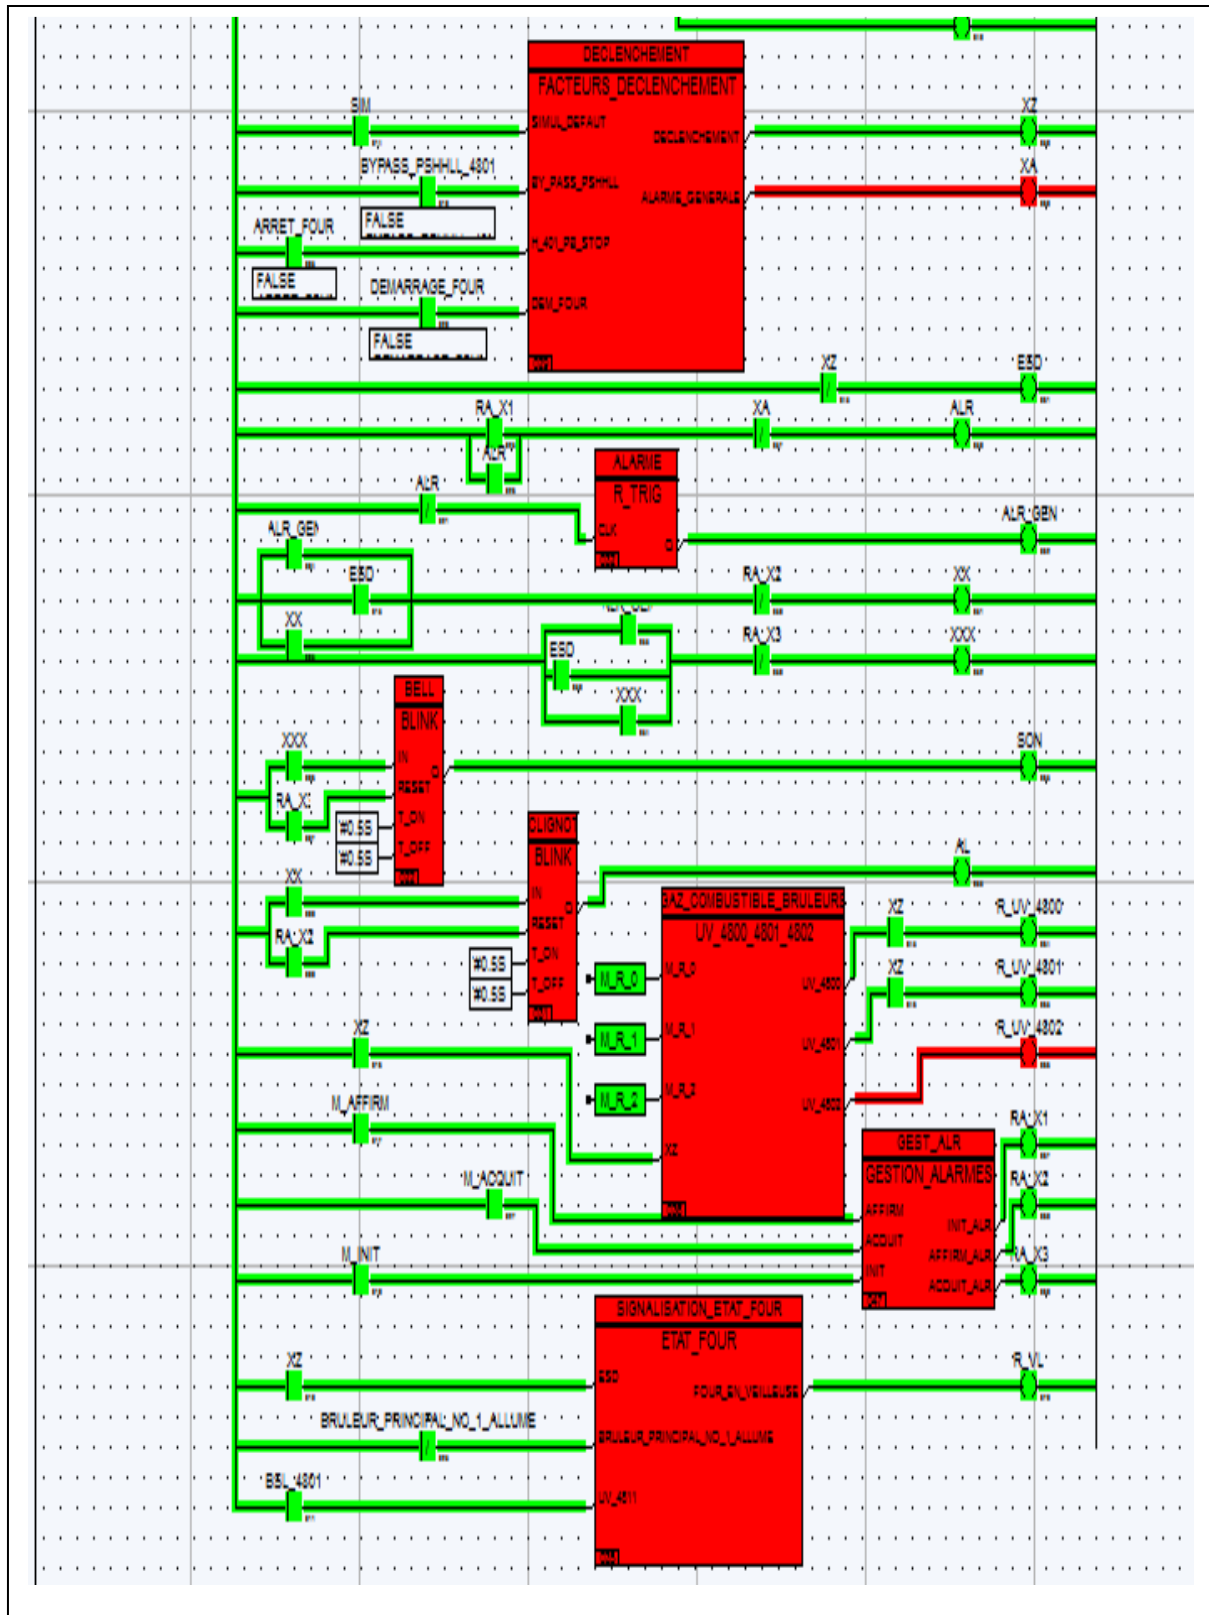 DECLENCHEMENT
FACTEURS_DECLENCHEMENT
SIM
SIMUL_DEFAUT
DECLENCHEMENT
XZ
BYPASS_PSHHLL_4801
BY_PASS_PSHHLL
ALARME_GENERALE
XA
FALSE
ARRET_FOUR
H_401_PB_STOP
FALSE
DEMARRAGE_FOUR
DEM_FOUR
FALSE
XZ
ESD
RA_X1
XA
ALR
ALR
ALARME
R_TRIG
ALR
CLK
Q
ALR_GEN
ALR_GEN
ESD
RA_X2
XX
XX
ESD
RA_X3
XXX
XXX
BELL
BLINK
XXX
IN
Q
SON
RESET
T_ON
T_OFF
'#0.5S
'#0.5S
CLIGNOT
BLINK
AL
XX
IN
Q
RA_X2
RESET
T_ON
T_OFF
'#0.5S
'#0.5S
GAZ_COMBUSTIBLE_BRULEURS
UV_4800_4801_4802
M_R_0
M_R_0
UV_4800
XZ
'R_UV_4800'
M_R_1
M_R_1
UV_4801
XZ
'R_UV_4801'
M_R_2
M_R_2
UV_4802
'R_UV_4802'
XZ
XZ
M_AFFIRM
'M_ACQUIT
M_INIT
GEST_ALR
GESTION_ALARMES
AFFIRM
INIT_ALR
RA_X1
ACQUIT
AFFIRM_ALR
RA_X2
INIT
ACQUIT_ALR
RA_X3
SIGNALISATION_ETAT_FOUR
ETAT_FOUR
XZ
ESD
FOUR_EN_VEILLEUSE
'R_VL'
BRULEUR_PRINCIPAL_NO_1_ALLUME
BRULEUR_PRINCIPAL_NO_1_ALLUME
BSL_4801
UV_4811